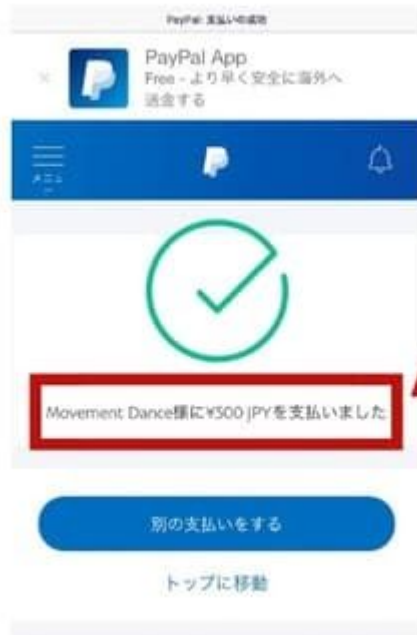 PayPal: 支払いの成功
PayPal App
Free - より早く安全に海外へ
送金する
メニュー
Movement Dance様に¥500 JPYを支払いました
別の支払いをする
トップに移動